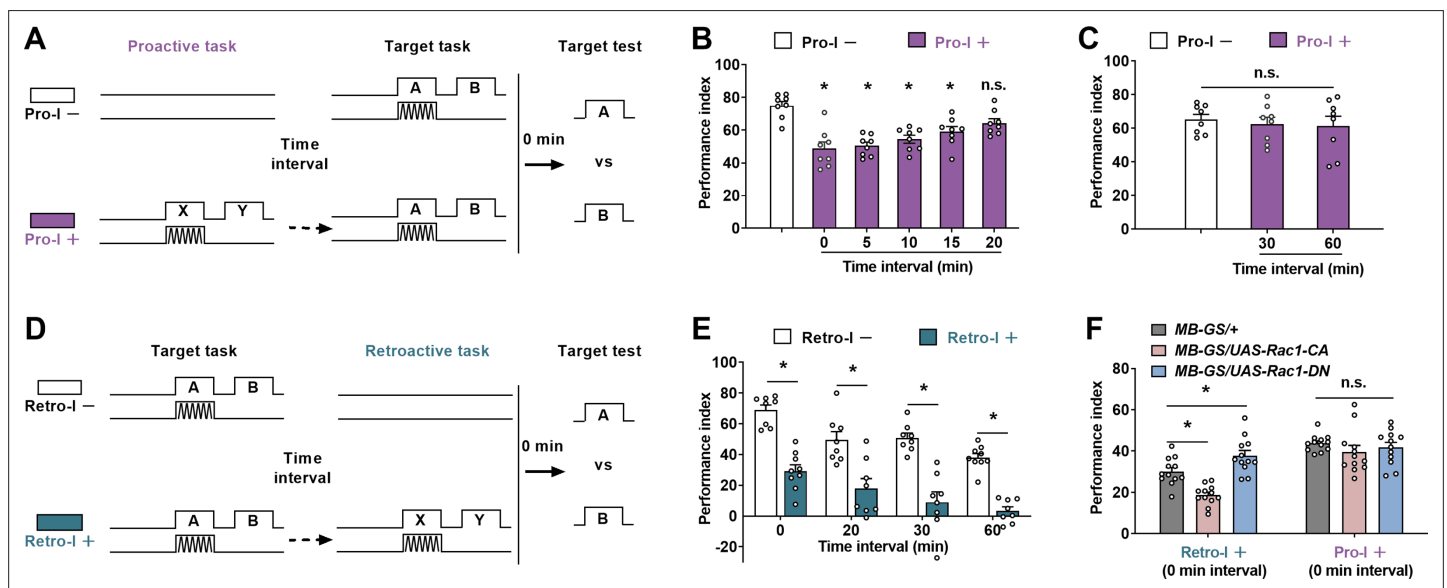 A
Proactive task
Target task
Target test
Pro-I −
A B
A
Time
interval
0 min
vs
Pro-I +
X Y
A B
B
B
Pro-I − Pro-I +
Performance index
100
80
60
40
20
0
* * * * n.s.
0 5 10 15 20
Time interval (min)
C
Pro-I − Pro-I +
Performance index
100
80
60
40
20
0
n.s.
30 60
Time interval (min)
D
Target task
Retroactive task
Target test
Retro-I −
A B
A
Time
interval
0 min
vs
Retro-I +
A B
X Y
B
E
Retro-I − Retro-I +
Performance index
100
80
60
40
20
0
-20
* * * *
0 20 30 60
Time interval (min)
F
MB-GS/+
MB-GS/UAS-Rac1-CA
MB-GS/UAS-Rac1-DN
Performance index
80
60
40
20
0
*
*
n.s.
Retro-I + Pro-I +
(0 min interval) (0 min interval)